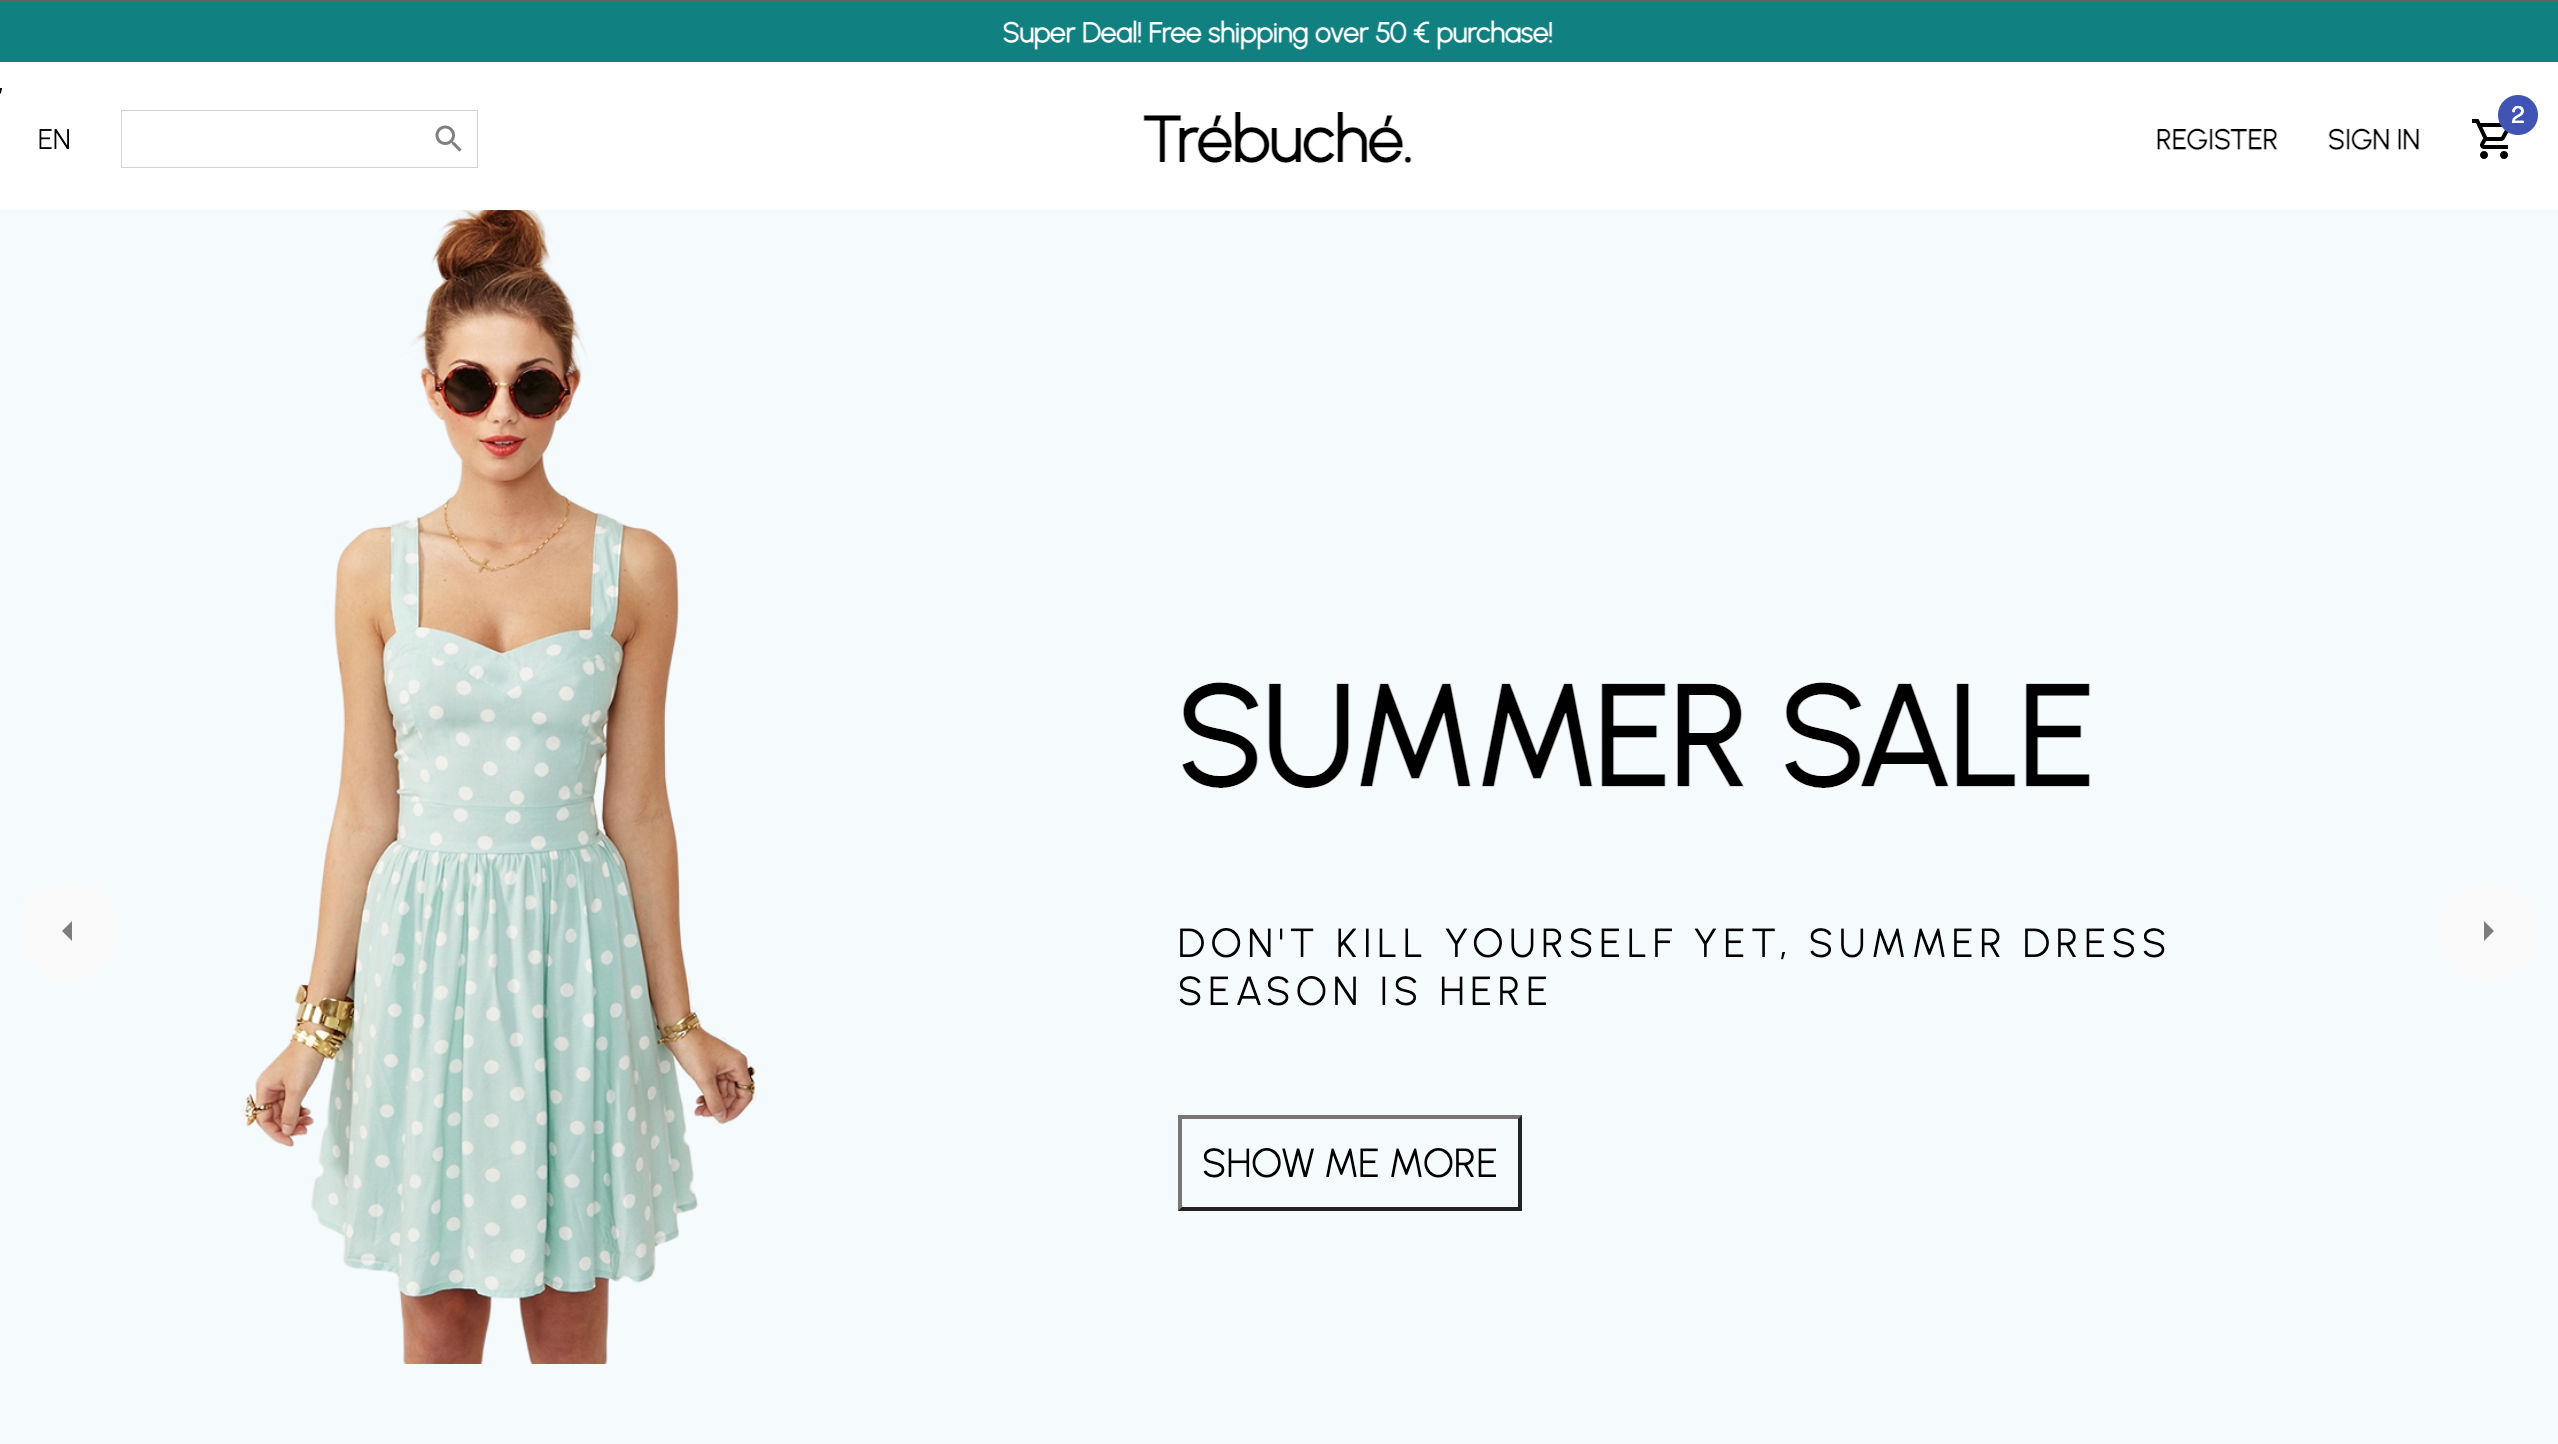 Super Deal! Free shipping over 50 € purchase!
EN
Trébuché.
REGISTER
SIGN IN
2
SUMMER SALE
DON'T KILL YOURSELF YET, SUMMER DRESS
SEASON IS HERE
SHOW ME MORE